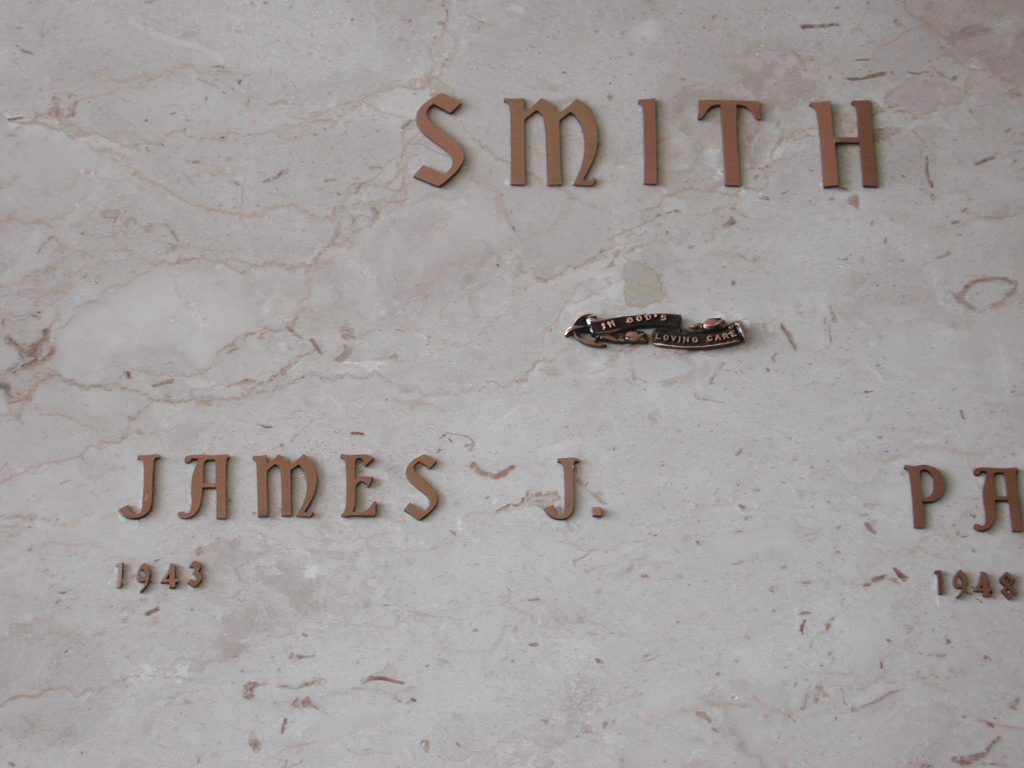 SMITH
IN GOD'S
LOVING CARE
JAMES J. PA
1943 1948